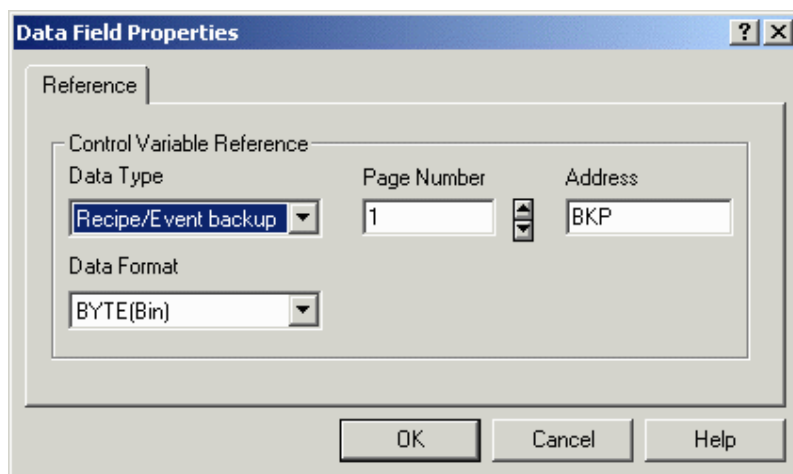 Data Field Properties ?
Reference
Control Variable Reference
Data Type Page Number Address
Recipe/Event backup 1 BKP
Data Format
BYTE(Bin)
OK Cancel Help